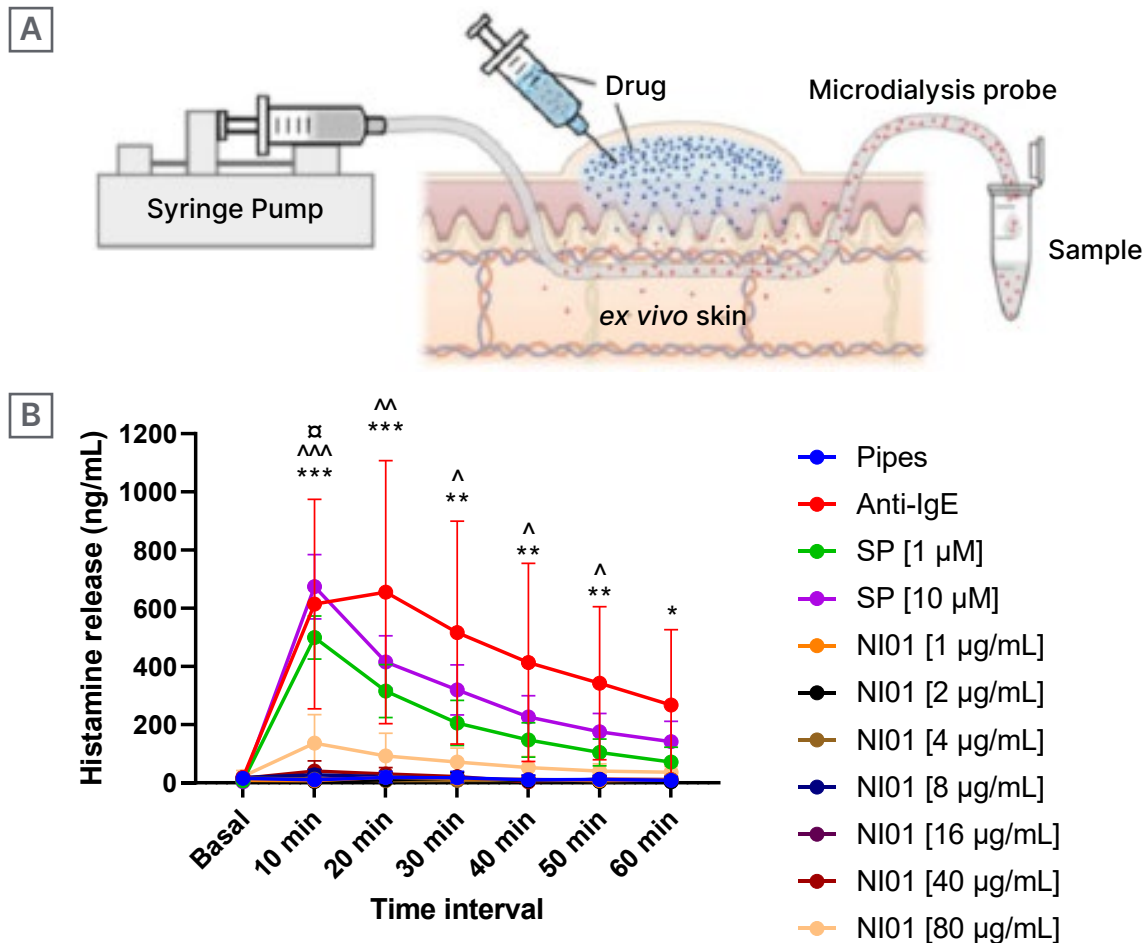 A
Drug
Microdialysis probe
Syringe Pump
Sample
ex vivo skin
B
Histamine release (ng/mL)
1200
1000
800
600
400
200
0
¤
^^^
***
^^
***
^
**
^
**
^
**
*
Basal
10 min
20 min
30 min
40 min
50 min
60 min
Time interval
Pipes
Anti-IgE
SP [1 µM]
SP [10 µM]
NI01 [1 µg/mL]
NI01 [2 µg/mL]
NI01 [4 µg/mL]
NI01 [8 µg/mL]
NI01 [16 µg/mL]
NI01 [40 µg/mL]
NI01 [80 µg/mL]